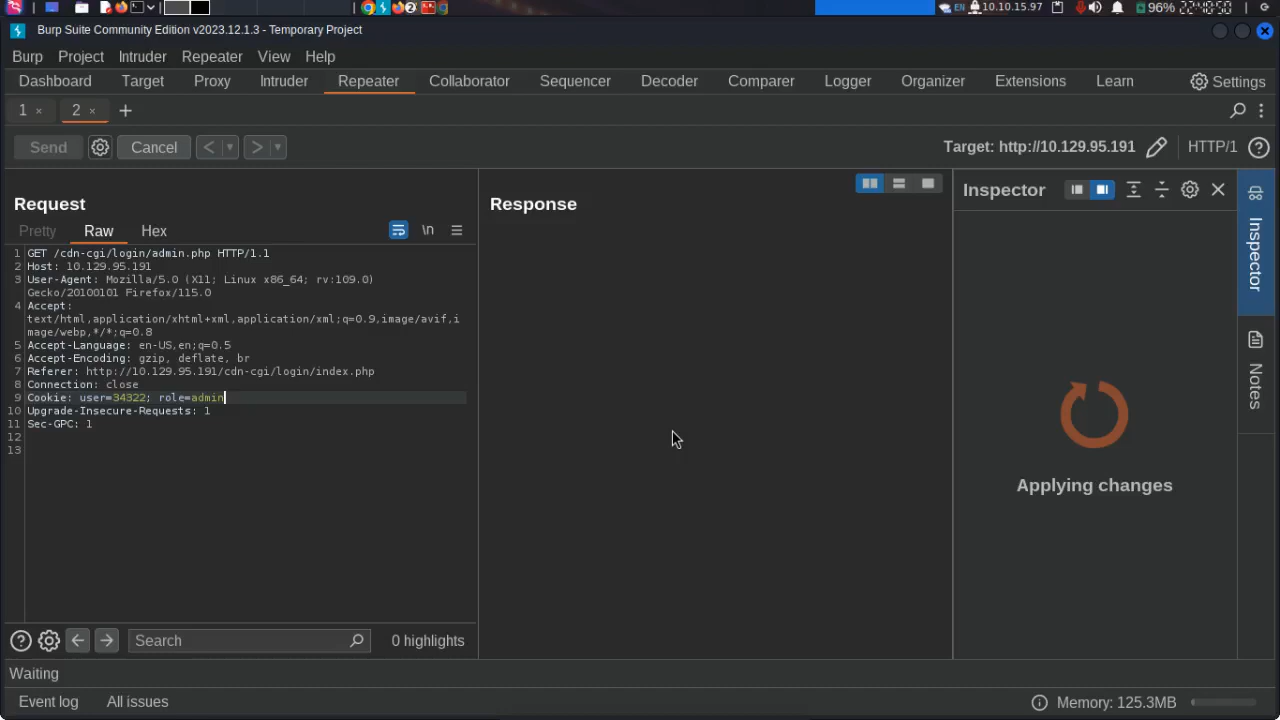 EN 10.10.15.97 96% 22:49:50
Burp Suite Community Edition v2023.12.1.3 - Temporary Project
Burp Project Intruder Repeater View Help
Dashboard Target Proxy Intruder Repeater Collaborator Sequencer Decoder Comparer Logger Organizer Extensions Learn Settings
1 × 2 × +
Send Cancel < > Target: http://10.129.95.191 HTTP/1 ?
Request
Pretty Raw Hex \n
1 GET /cdn-cgi/login/admin.php HTTP/1.1
2 Host: 10.129.95.191
3 User-Agent: Mozilla/5.0 (X11; Linux x86_64; rv:109.0)
Gecko/20100101 Firefox/115.0
4 Accept:
text/html,application/xhtml+xml,application/xml;q=0.9,image/avif,i
mage/webp,*/*;q=0.8
5 Accept-Language: en-US,en;q=0.5
6 Accept-Encoding: gzip, deflate, br
7 Referer: http://10.129.95.191/cdn-cgi/login/index.php
8 Connection: close
9 Cookie: user=34322; role=admin
10 Upgrade-Insecure-Requests: 1
11 Sec-GPC: 1
12
13
Search 0 highlights
Response
Inspector
Applying changes
Inspector
Notes
Waiting
Event log All issues Memory: 125.3MB